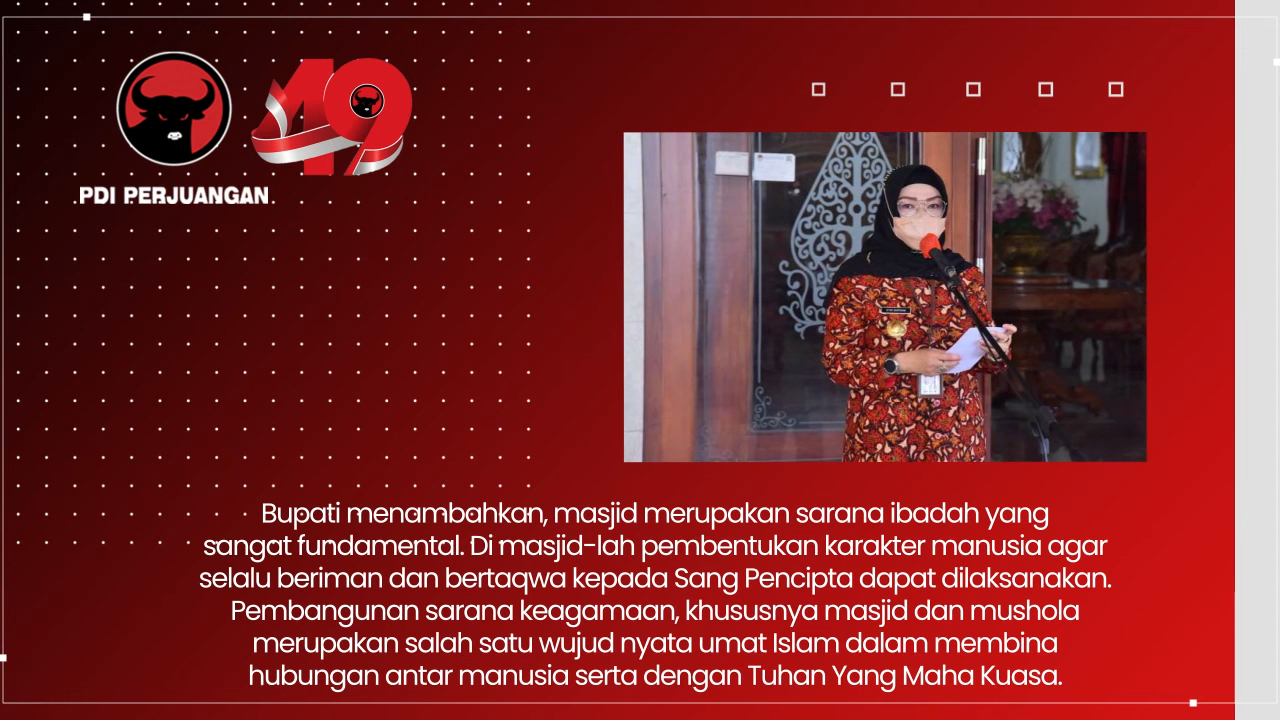 49
PDI PERJUANGAN
Bupati menambahkan, masjid merupakan sarana ibadah yang
sangat fundamental. Di masjid-lah pembentukan karakter manusia agar
selalu beriman dan bertaqwa kepada Sang Pencipta dapat dilaksanakan.
Pembangunan sarana keagamaan, khususnya masjid dan mushola
merupakan salah satu wujud nyata umat Islam dalam membina
hubungan antar manusia serta dengan Tuhan Yang Maha Kuasa.